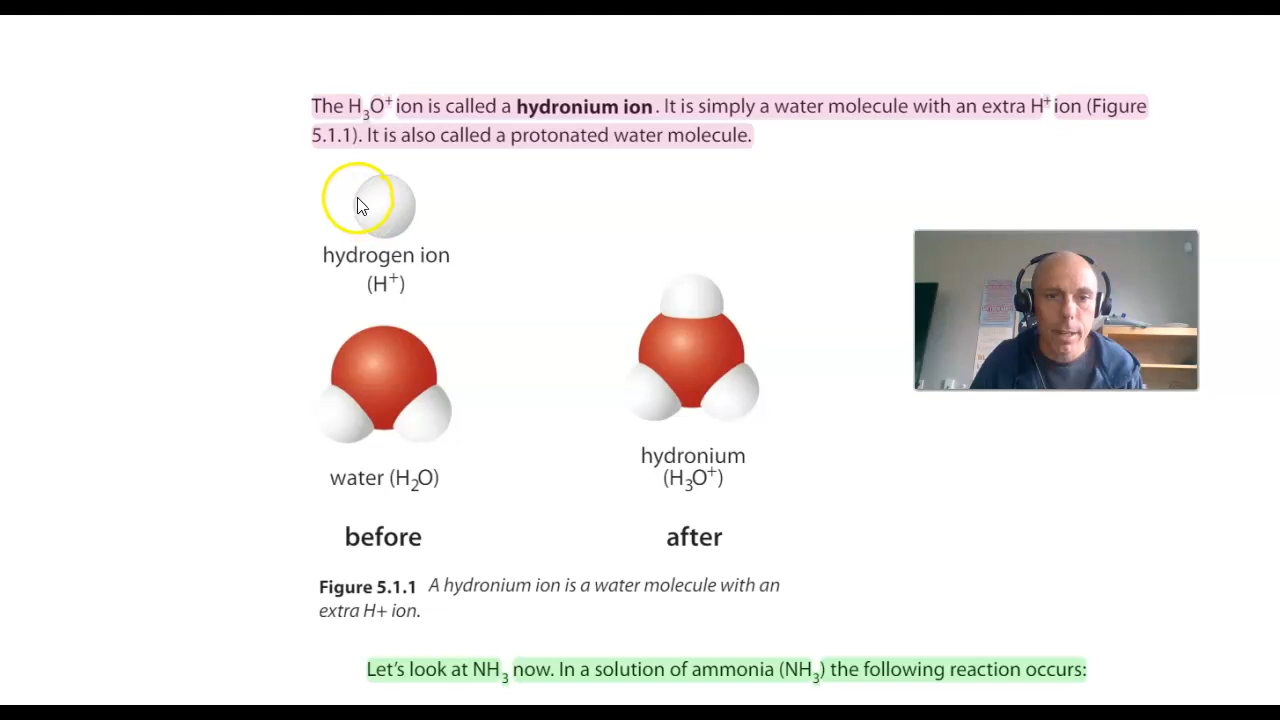 The H₃O⁺ ion is called a hydronium ion. It is simply a water molecule with an extra H⁺ ion (Figure
5.1.1). It is also called a protonated water molecule.
hydrogen ion
(H⁺)
water (H₂O)
before
hydronium
(H₃O⁺)
after
Figure 5.1.1 A hydronium ion is a water molecule with an
extra H+ ion.
Let’s look at NH₃ now. In a solution of ammonia (NH₃) the following reaction occurs: